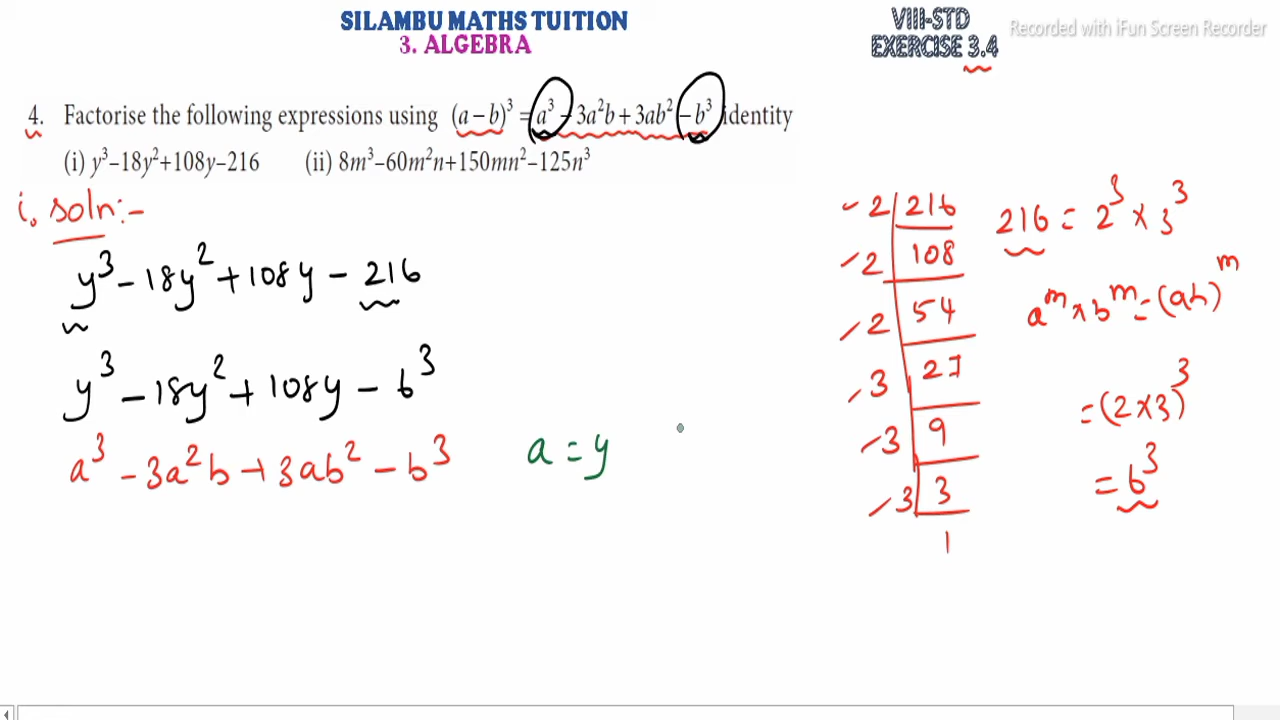 SILAMBU MATHS TUITION
3. ALGEBRA
VIII-STD
EXERCISE 3.4
Recorded with iFun Screen Recorder
4. Factorise the following expressions using (a – b)³ = a³ – 3a²b + 3ab² – b³ identity
(i) y³–18y²+108y–216 (ii) 8m³–60m²n+150mn²–125n³
i, soln:-
y³ - 18y² + 108y - 216
y³ - 18y² + 108y - 6³
a³ - 3a²b + 3ab² - b³
a = y
2 | 216
2 | 108
2 | 54
3 | 27
3 | 9
3 | 3
1
216 = 2³ × 3³
aᵐ × bᵐ = (ab)ᵐ
= (2×3)³
= 6³